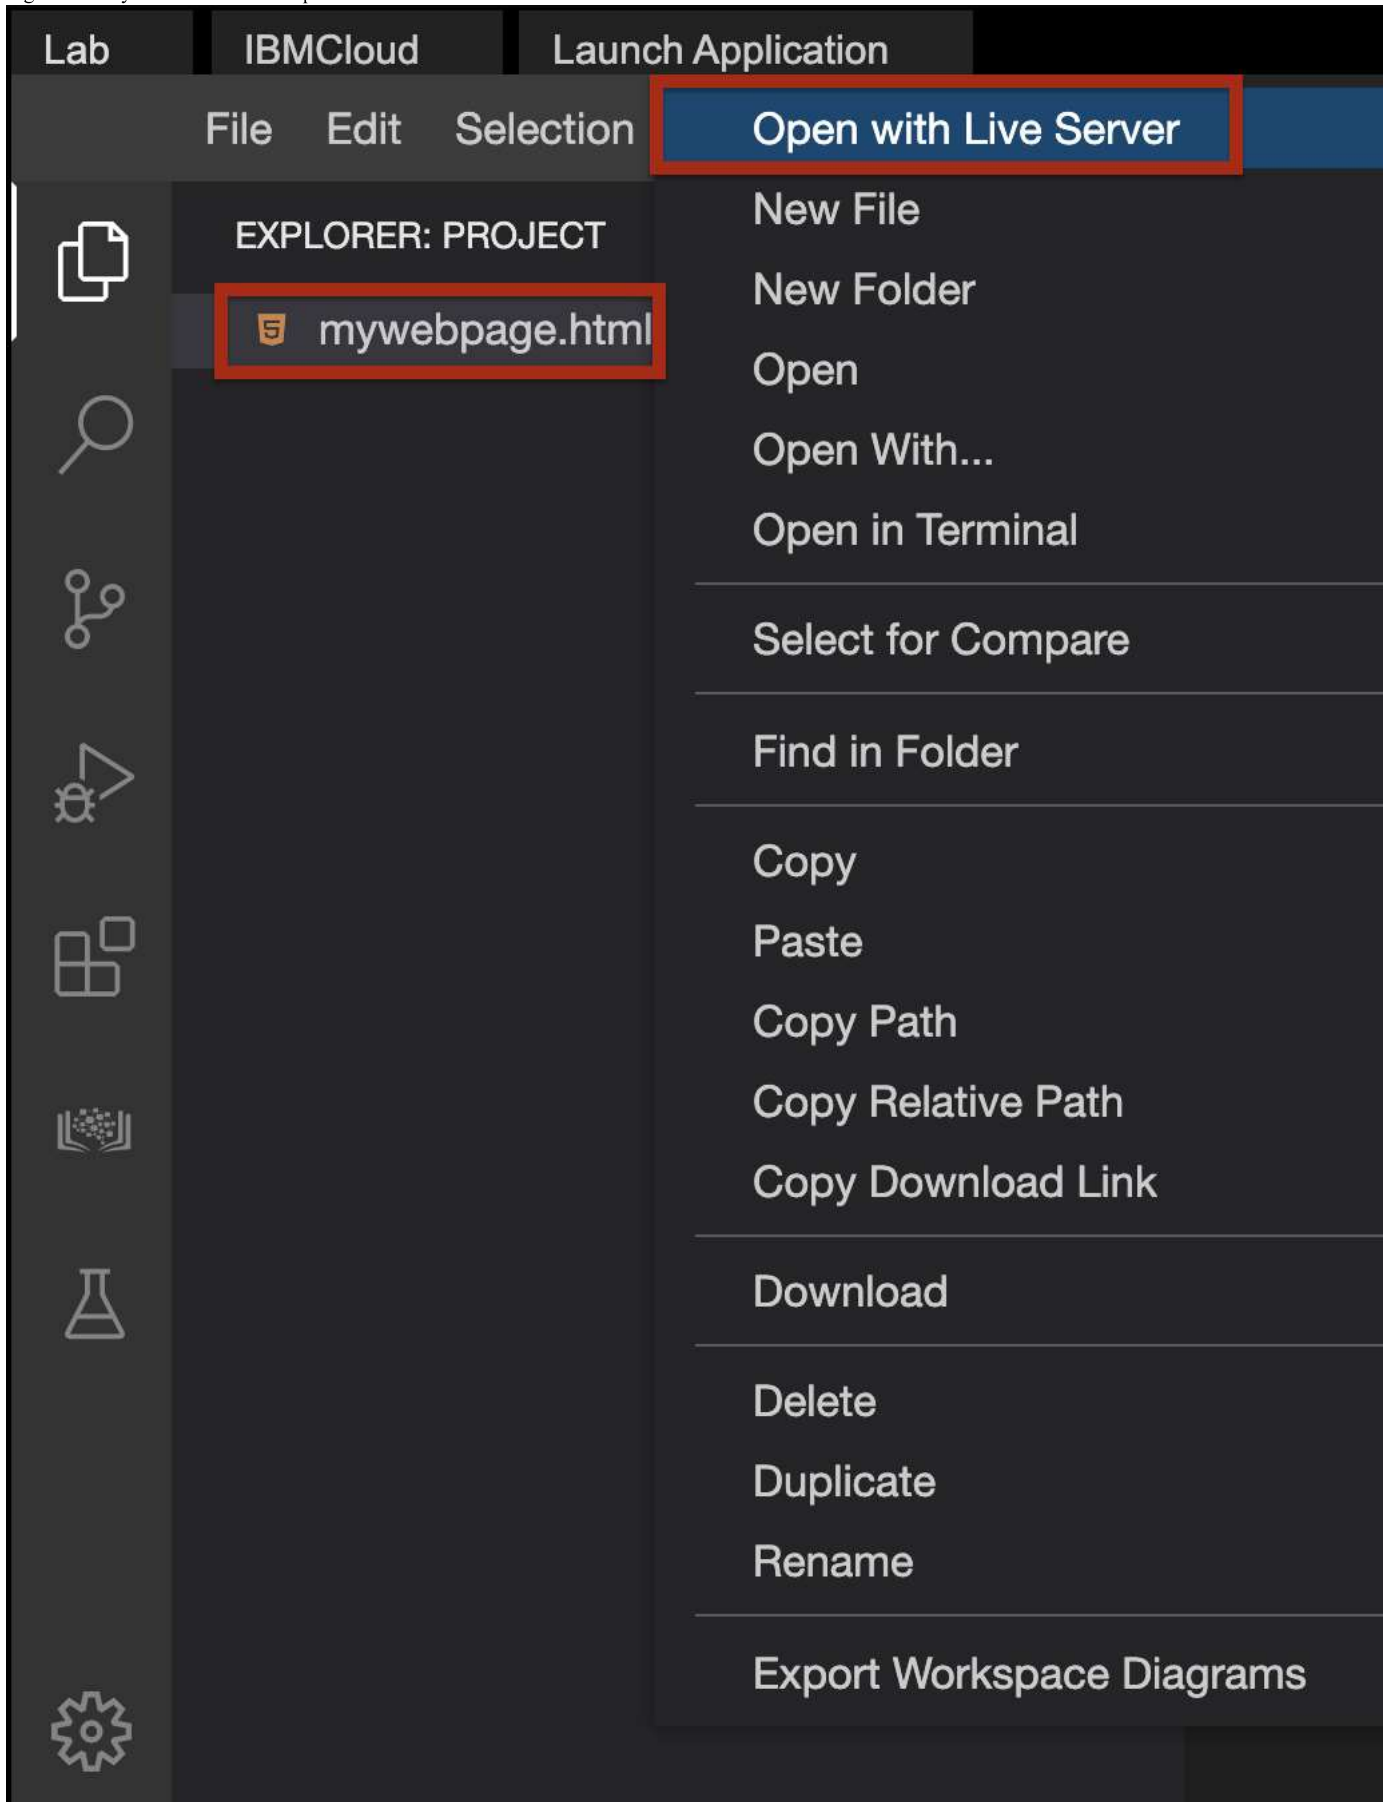 Lab IBMCloud Launch Application
File Edit Selection Open with Live Server
New File
EXPLORER: PROJECT
New Folder
mywebpage.html
Open
Open With...
Open in Terminal
Select for Compare
Find in Folder
Copy
Paste
Copy Path
Copy Relative Path
Copy Download Link
Download
Delete
Duplicate
Rename
Export Workspace Diagrams